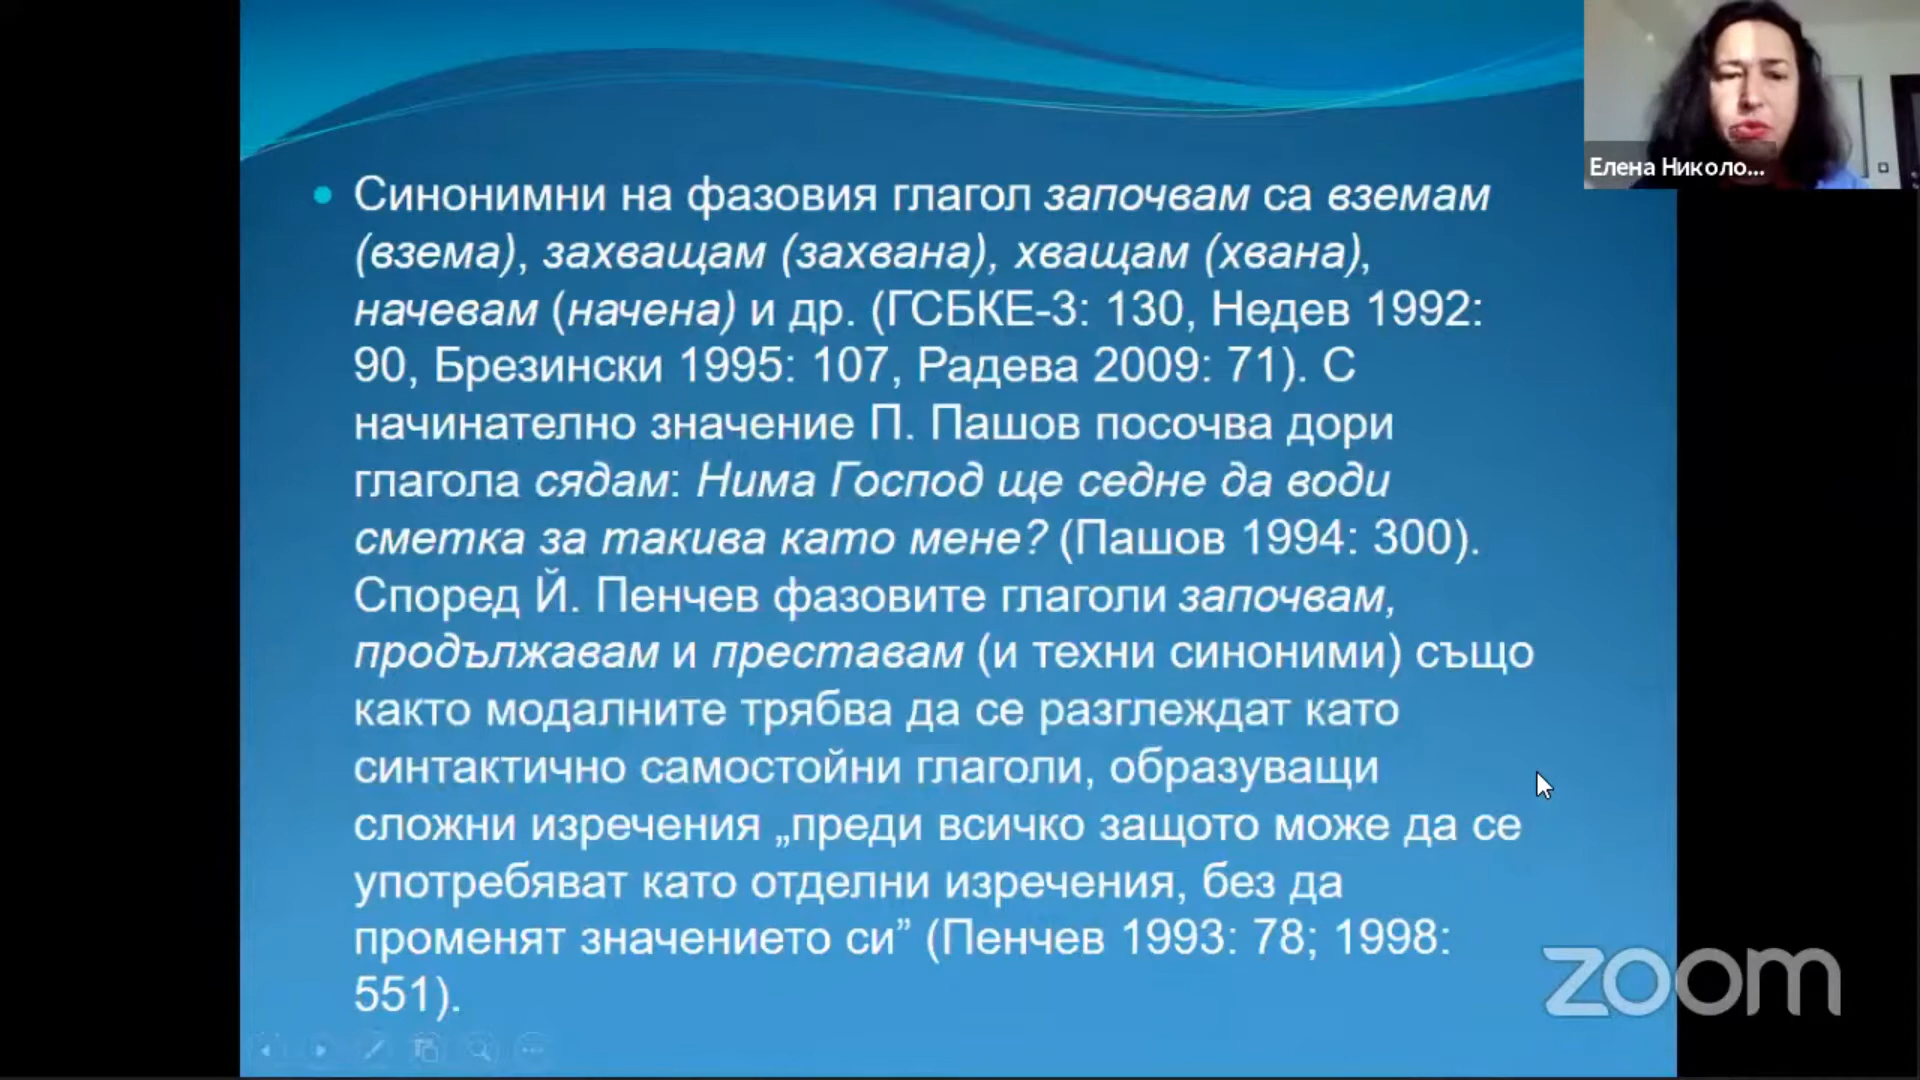 Елена Николо...
Синонимни на фазовия глагол започвам са вземам
(взема), захващам (захвана), хващам (хвана),
начевам (начена) и др. (ГСБКЕ-3: 130, Недев 1992:
90, Брезински 1995: 107, Радева 2009: 71). С
начинателно значение П. Пашов посочва дори
глагола сядам: Нима Господ ще седне да води
сметка за такива като мене? (Пашов 1994: 300).
Според Й. Пенчев фазовите глаголи започвам,
продължавам и преставам (и техни синоними) също
както модалните трябва да се разглеждат като
синтактично самостойни глаголи, образуващи
сложни изречения „преди всичко защото може да се
употребяват като отделни изречения, без да
променят значението си” (Пенчев 1993: 78; 1998:
551).
zoom